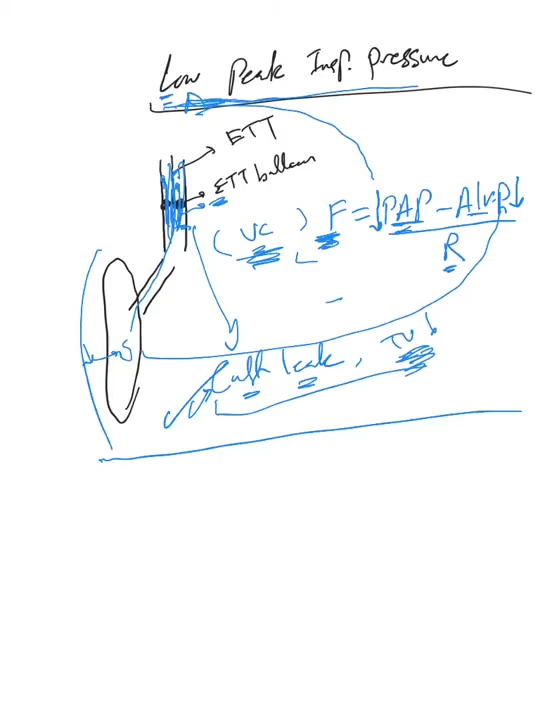 Low Peak Insp. pressure
ETT
ETT balloon
(VC) F = ↓PAP - Alv.P↓
R
Cuff leak, TV↓